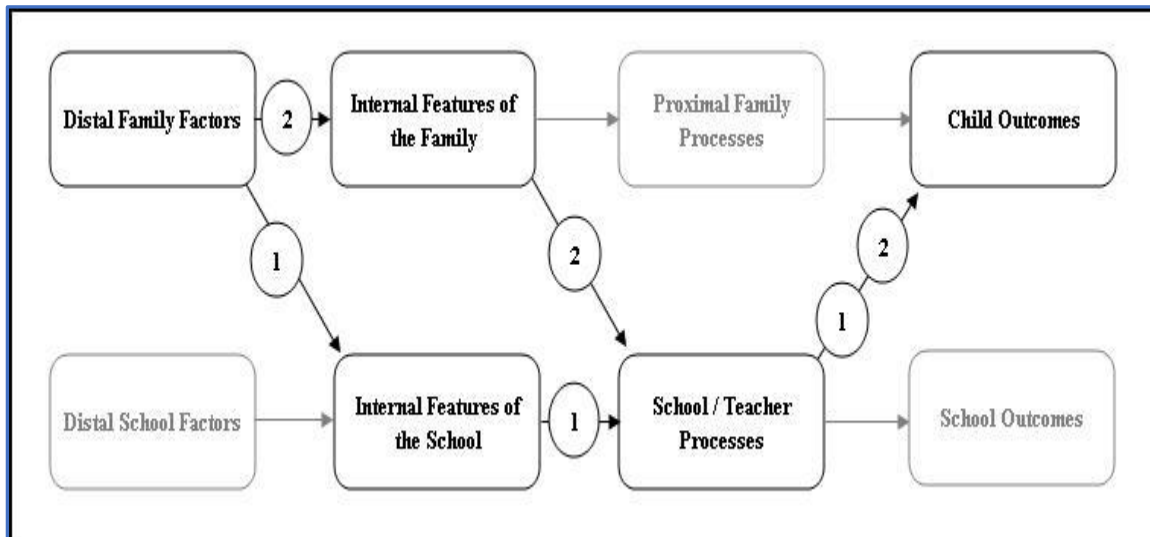 Distal Family Factors
2
Internal Features of
the Family
Proximal Family
Processes
Child Outcomes
1
2
2
1
Distal School Factors
Internal Features of
the School
1
School / Teacher
Processes
School Outcomes